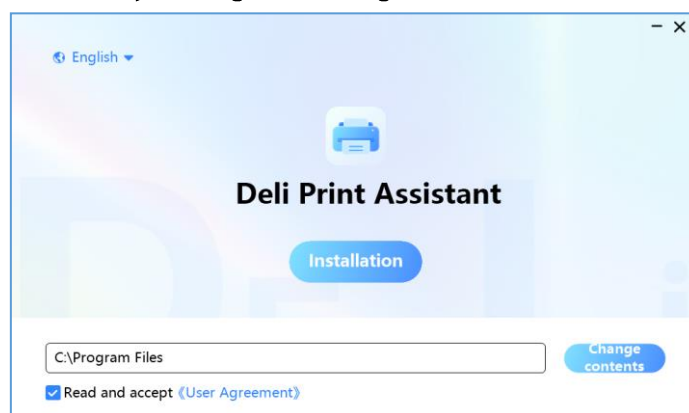 English
Deli Print Assistant
Installation
C:\Program Files
Change
contents
Read and accept 《User Agreement》